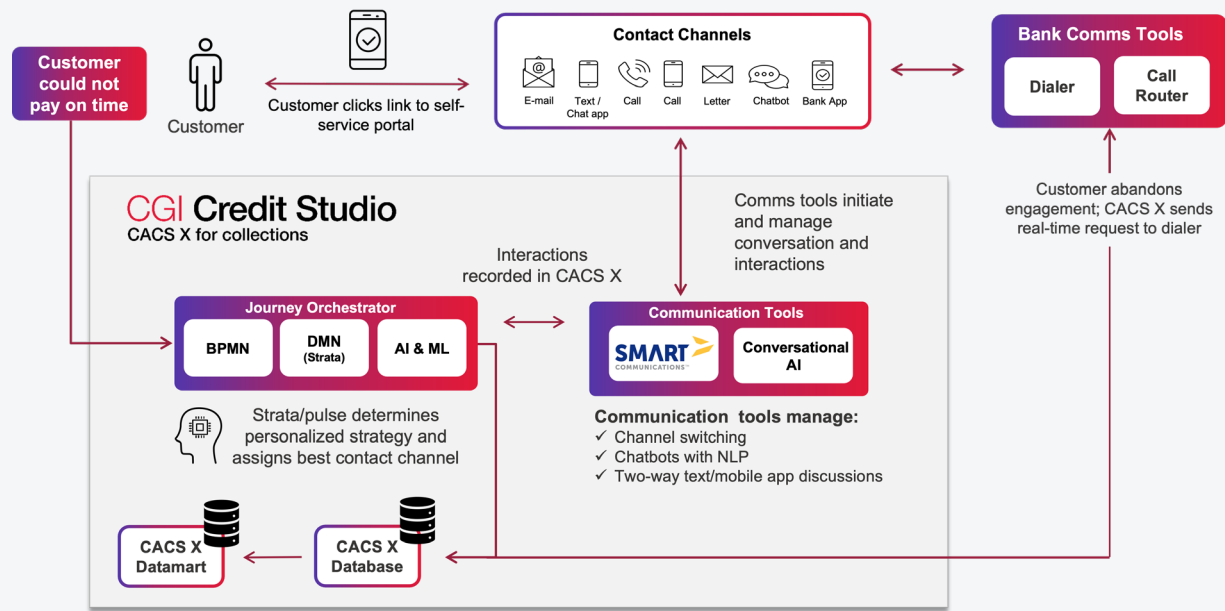 Customer
could not
pay on time
Customer
Customer clicks link to self-
service portal
Contact Channels
E-mail
Text /
Chat app
Call
Call
Letter
Chatbot
Bank App
Bank Comms Tools
Dialer
Call
Router
Customer abandons
engagement; CACS X sends
real-time request to dialer
CGI Credit Studio
CACS X for collections
Interactions
recorded in CACS X
Comms tools initiate
and manage
conversation and
interactions
Journey Orchestrator
BPMN
DMN
(Strata)
AI & ML
Communication Tools
SMART
COMMUNICATIONS™
Conversational
AI
Strata/pulse determines
personalized strategy and
assigns best contact channel
Communication tools manage:
✓ Channel switching
✓ Chatbots with NLP
✓ Two-way text/mobile app discussions
CACS X
Datamart
CACS X
Database